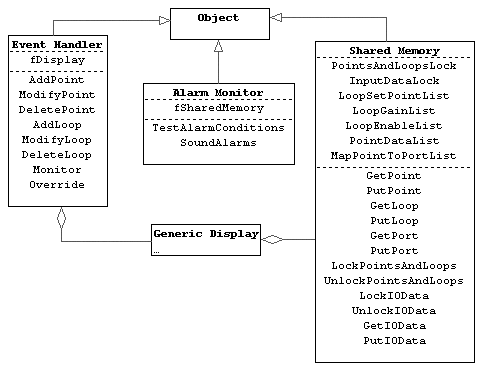 Object
Event Handler
fDisplay
AddPoint
ModifyPoint
DeletePoint
AddLoop
ModifyLoop
DeleteLoop
Monitor
Override
Alarm Monitor
fSharedMemory
TestAlarmConditions
SoundAlarms
Generic Display
…
Shared Memory
PointsAndLoopsLock
InputDataLock
LoopSetPointList
LoopGainList
LoopEnableList
PointDataList
MapPointToPortList
GetPoint
PutPoint
GetLoop
PutLoop
GetPort
PutPort
LockPointsAndLoops
UnlockPointsAndLoops
LockIOData
UnlockIOData
GetIOData
PutIOData